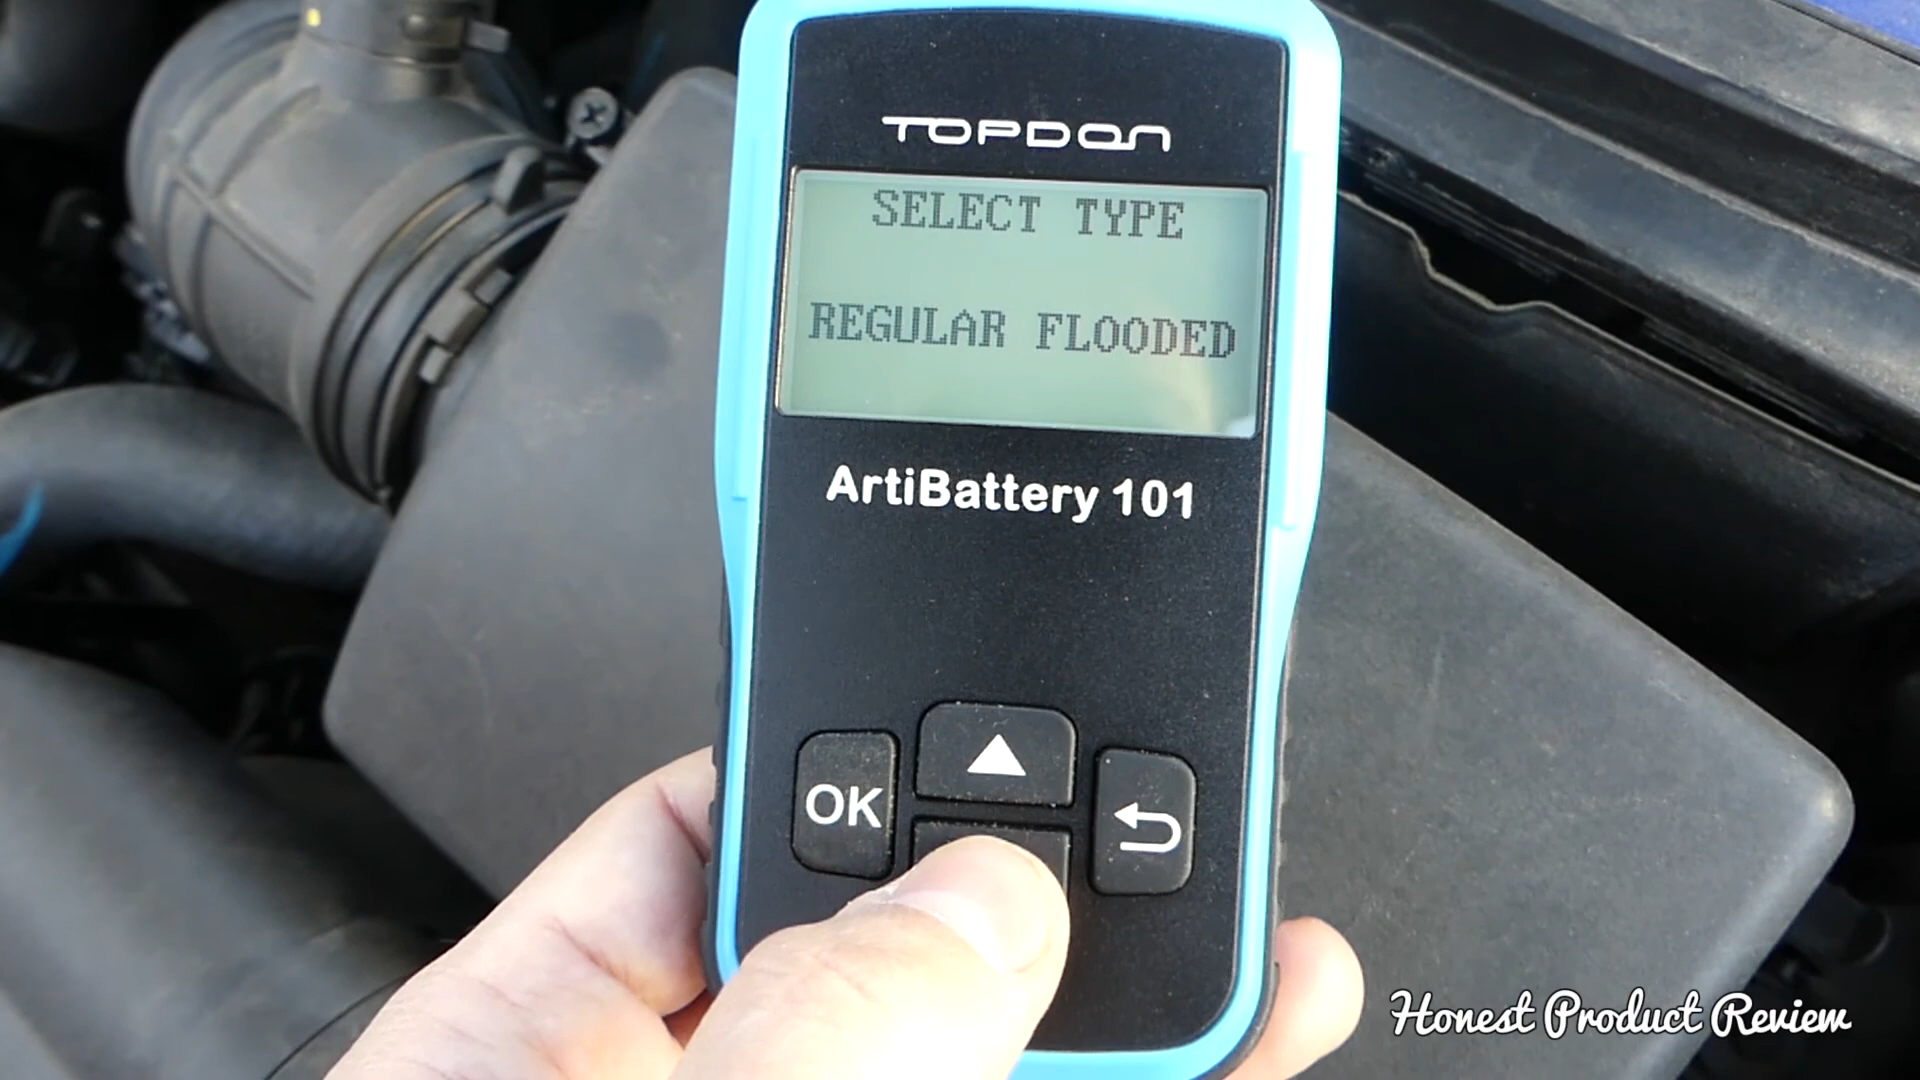 TOPDON
SELECT TYPE
REGULAR FLOODED
ArtiBattery 101
OK
Honest Product Review